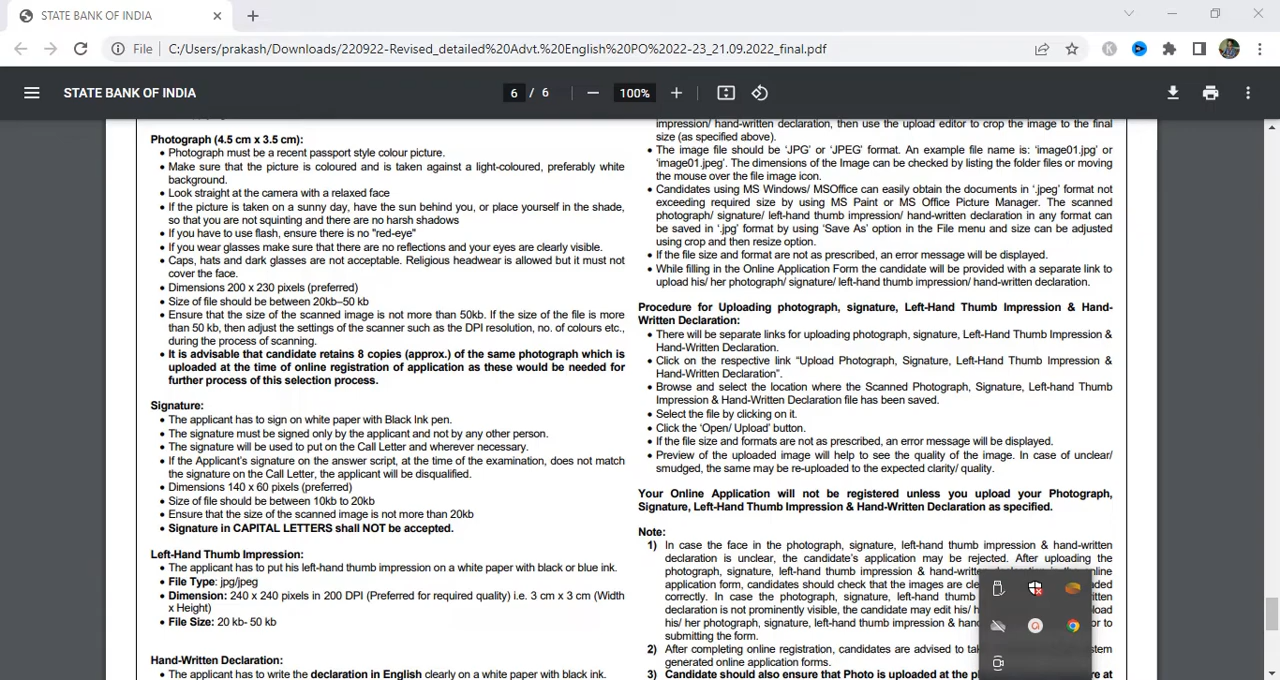 STATE BANK OF INDIA
File
C:/Users/prakash/Downloads/220922-Revised_detailed%20Advt.%20English%20PO%2022-23_21.09.2022_final.pdf
STATE BANK OF INDIA
6 / 6
100%
Photograph (4.5 cm x 3.5 cm):
• Photograph must be a recent passport style colour picture.
• Make sure that the picture is coloured and is taken against a light-coloured, preferably white
background.
• Look straight at the camera with a relaxed face
• If the picture is taken on a sunny day, have the sun behind you, or place yourself in the shade,
so that you are not squinting and there are no harsh shadows
• If you have to use flash, ensure there is no "red-eye"
• If you wear glasses make sure that there are no reflections and your eyes are clearly visible.
• Caps, hats and dark glasses are not acceptable. Religious headwear is allowed but it must not
cover the face.
• Dimensions 200 x 230 pixels (preferred)
• Size of file should be between 20kb–50 kb
• Ensure that the size of the scanned image is not more than 50kb. If the size of the file is more
than 50 kb, then adjust the settings of the scanner such as the DPI resolution, no. of colours etc.,
during the process of scanning.
• It is advisable that candidate retains 8 copies (approx.) of the same photograph which is
uploaded at the time of online registration of application as these would be needed for
further process of this selection process.
Signature:
• The applicant has to sign on white paper with Black Ink pen.
• The signature must be signed only by the applicant and not by any other person.
• The signature will be used to put on the Call Letter and wherever necessary.
• If the Applicant's signature on the answer script, at the time of the examination, does not match
the signature on the Call Letter, the applicant will be disqualified.
• Dimensions 140 x 60 pixels (preferred)
• Size of file should be between 10kb to 20kb
• Ensure that the size of the scanned image is not more than 20kb
• Signature in CAPITAL LETTERS shall NOT be accepted.
Left-Hand Thumb Impression:
• The applicant has to put his left-hand thumb impression on a white paper with black or blue ink.
• File Type: jpg/jpeg
• Dimension: 240 x 240 pixels in 200 DPI (Preferred for required quality) i.e. 3 cm x 3 cm (Width
x Height)
• File Size: 20 kb- 50 kb
Hand-Written Declaration:
• The applicant has to write the declaration in English clearly on a white paper with black ink.
impression/ hand-written declaration, then use the upload editor to crop the image to the final
size (as specified above).
• The image file should be 'JPG' or 'JPEG' format. An example file name is: 'image01.jpg' or
'image01.jpeg'. The dimensions of the Image can be checked by listing the folder files or moving
the mouse over the file image icon.
• Candidates using MS Windows/ MSOffice can easily obtain the documents in '.jpeg' format not
exceeding required size by using MS Paint or MS Office Picture Manager. The scanned
photograph/ signature/ left-hand thumb impression/ hand-written declaration in any format can
be saved in '.jpg' format by using 'Save As' option in the File menu and size can be adjusted
using crop and then resize option.
• If the file size and format are not as prescribed, an error message will be displayed.
• While filling in the Online Application Form the candidate will be provided with a separate link to
upload his/ her photograph/ signature/ left-hand thumb impression/ hand-written declaration.
Procedure for Uploading photograph, signature, Left-Hand Thumb Impression & Hand-
Written Declaration:
• There will be separate links for uploading photograph, signature, Left-Hand Thumb Impression &
Hand-Written Declaration.
• Click on the respective link "Upload Photograph, Signature, Left-Hand Thumb Impression &
Hand-Written Declaration".
• Browse and select the location where the Scanned Photograph, Signature, Left-hand Thumb
Impression & Hand-Written Declaration file has been saved.
• Select the file by clicking on it.
• Click the 'Open/ Upload' button.
• If the file size and formats are not as prescribed, an error message will be displayed.
• Preview of the uploaded image will help to see the quality of the image. In case of unclear/
smudged, the same may be re-uploaded to the expected clarity/ quality.
Your Online Application will not be registered unless you upload your Photograph,
Signature, Left-Hand Thumb Impression & Hand-Written Declaration as specified.
Note:
1) In case the face in the photograph, signature, left-hand thumb impression & hand-written
declaration is unclear, the candidate's application may be rejected. After uploading the
photograph, signature, left-hand thumb impression & hand-written
application form, candidates should check that the images are
correctly. In case the photograph, signature, left-hand thumb
declaration is not prominently visible, the candidate may edit his/
his/ her photograph, signature, left-hand thumb impression & or to
submitting the form.
2) After completing online registration, candidates are advised to
generated online application forms.
3) Candidate should also ensure that Photo is uploaded at the at